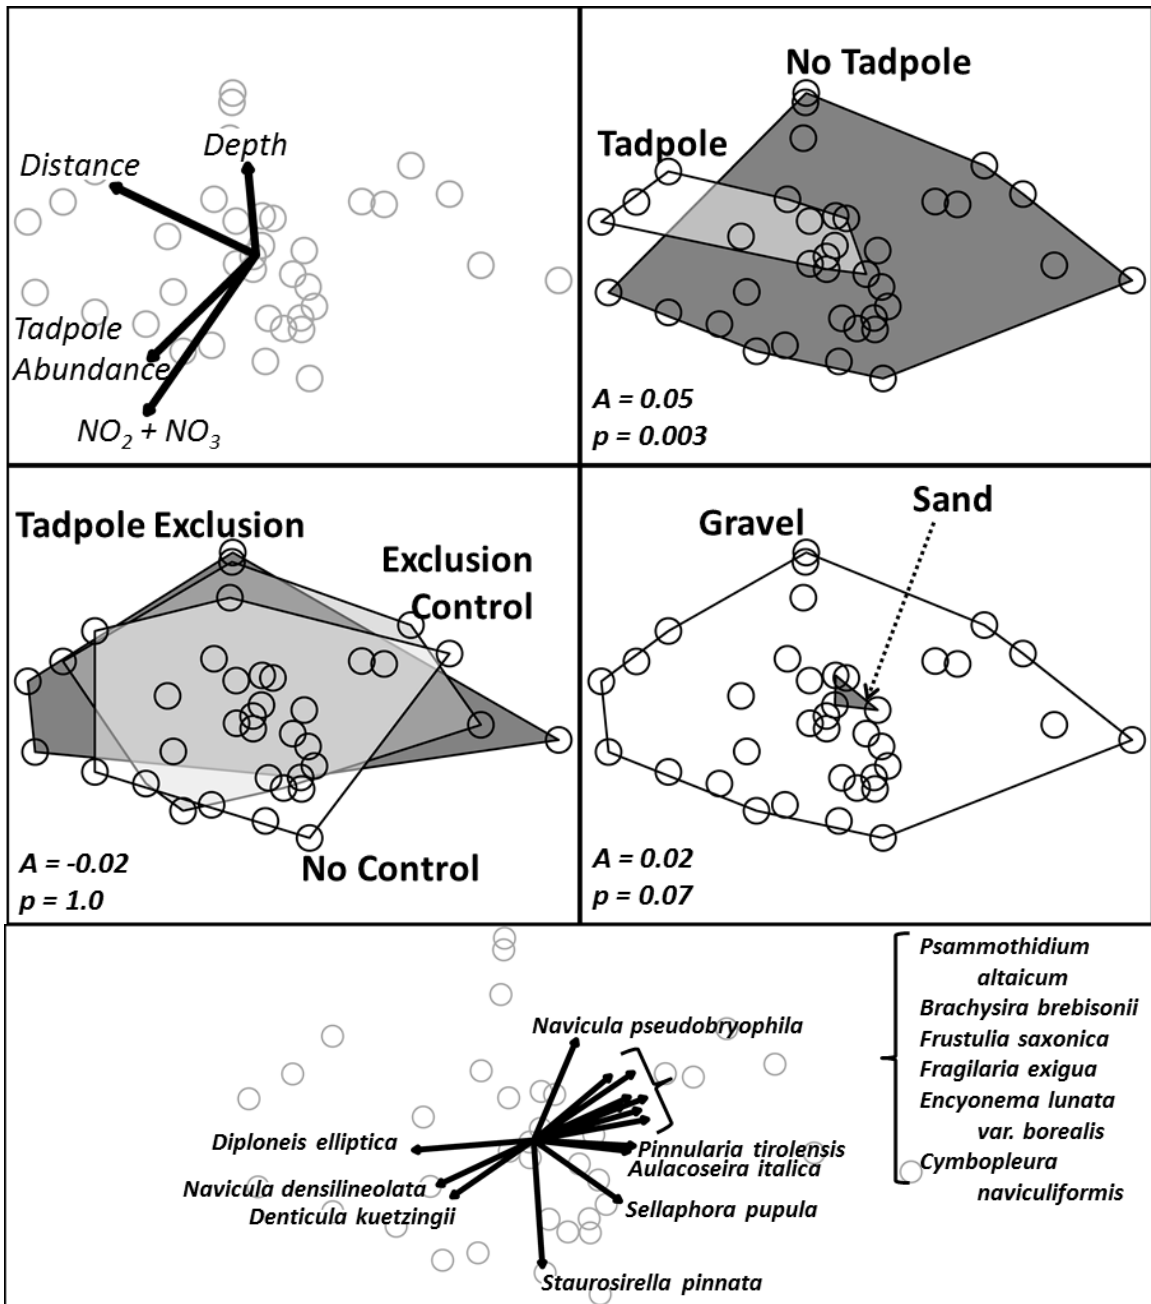 Depth
Distance
Tadpole
Abundance
NO₂ + NO₃
No Tadpole
Tadpole
A = 0.05
p = 0.003
Tadpole Exclusion
Exclusion
Control
A = -0.02
p = 1.0
No Control
Sand
Gravel
A = 0.02
p = 0.07
Navicula pseudobryophila
Diploneis elliptica
Navicula densilineolata
Denticula kuetzingii
Pinnularia tirolensis
Aulacoseira italica
Sellaphora pupula
Staurosirella pinnata
Psammothidium
altaicum
Brachysira brebisonii
Frustulia saxonica
Fragilaria exigua
Encyonema lunata
var. borealis
Cymbopleura
naviculiformis